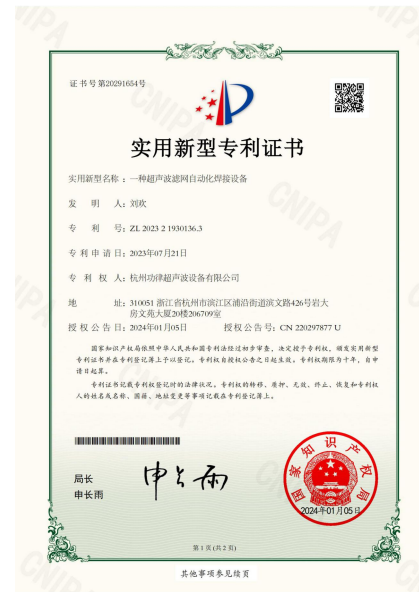 证书号第20291654号
实用新型专利证书
实用新型名称：一种超声波滤网自动化焊接设备
发明人：刘欢
专利号：ZL 2023 2 1930136.3
专利申请日：2023年07月21日
专利权人：杭州功律超声波设备有限公司
地址：310051 浙江省杭州市滨江区浦沿街道滨文路426号岩大
房文苑大厦20楼206709室
授权公告日：2024年01月05日 授权公告号：CN 220297877 U
国家知识产权局依照中华人民共和国专利法经过初步审查，决定授予专利权，颁发实用新型
专利证书并在专利登记簿上予以登记。专利权自授权公告之日起生效。专利权期限为十年，自申
请日起算。
专利证书记载专利权登记时的法律状况。专利权的转移、质押、无效、终止、恢复和专利权
人的姓名或名称、国籍、地址变更等事项记载在专利登记簿上。
局长
申长雨
申长雨
国家知识产权局
2024年01月05日
第1页(共2页)
其他事项参见续页
CNIPA
CNIPA
CNIPA
CNIPA
CNIPA